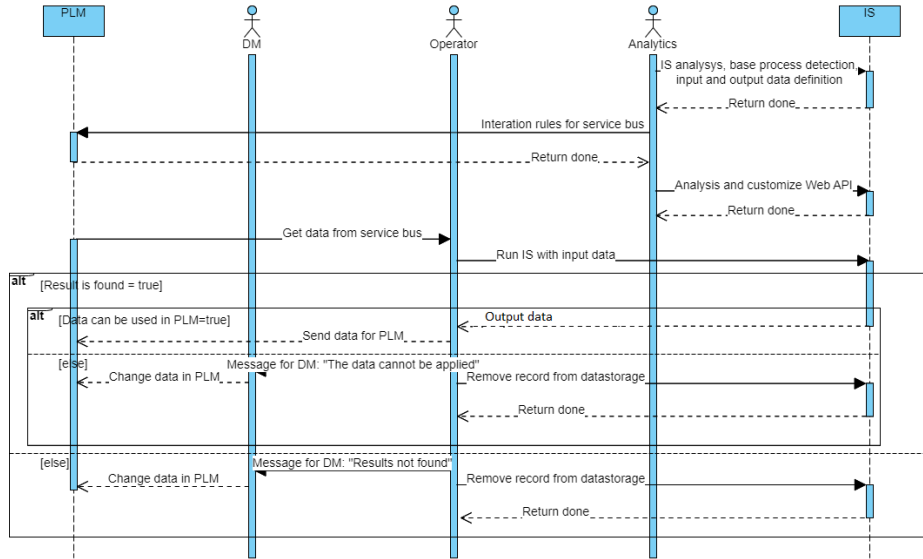 PLM
DM
Operator
Analytics
IS
IS analysys, base process detection,
input and output data definition
Return done
Interation rules for service bus
Return done
Analysis and customize Web API
Return done
Get data from service bus
Run IS with input data
alt
[Result is found = true]
alt
[Data can be used in PLM=true]
Output data
Send data for PLM
[else]
Message for DM: "The data cannot be applied"
Change data in PLM
Remove record from datastorage
Return done
[else]
Message for DM: "Results not found"
Change data in PLM
Remove record from datastorage
Return done